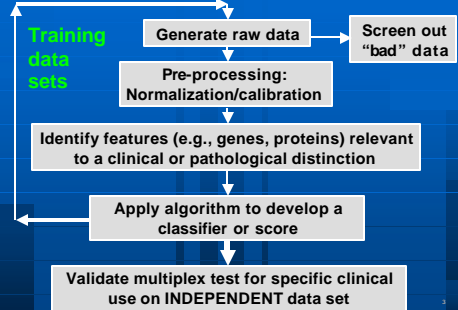 Training
data
sets
Generate raw data
Screen out
“bad” data
Pre-processing:
Normalization/calibration
Identify features (e.g., genes, proteins) relevant
to a clinical or pathological distinction
Apply algorithm to develop a
classifier or score
Validate multiplex test for specific clinical
use on INDEPENDENT data set
3